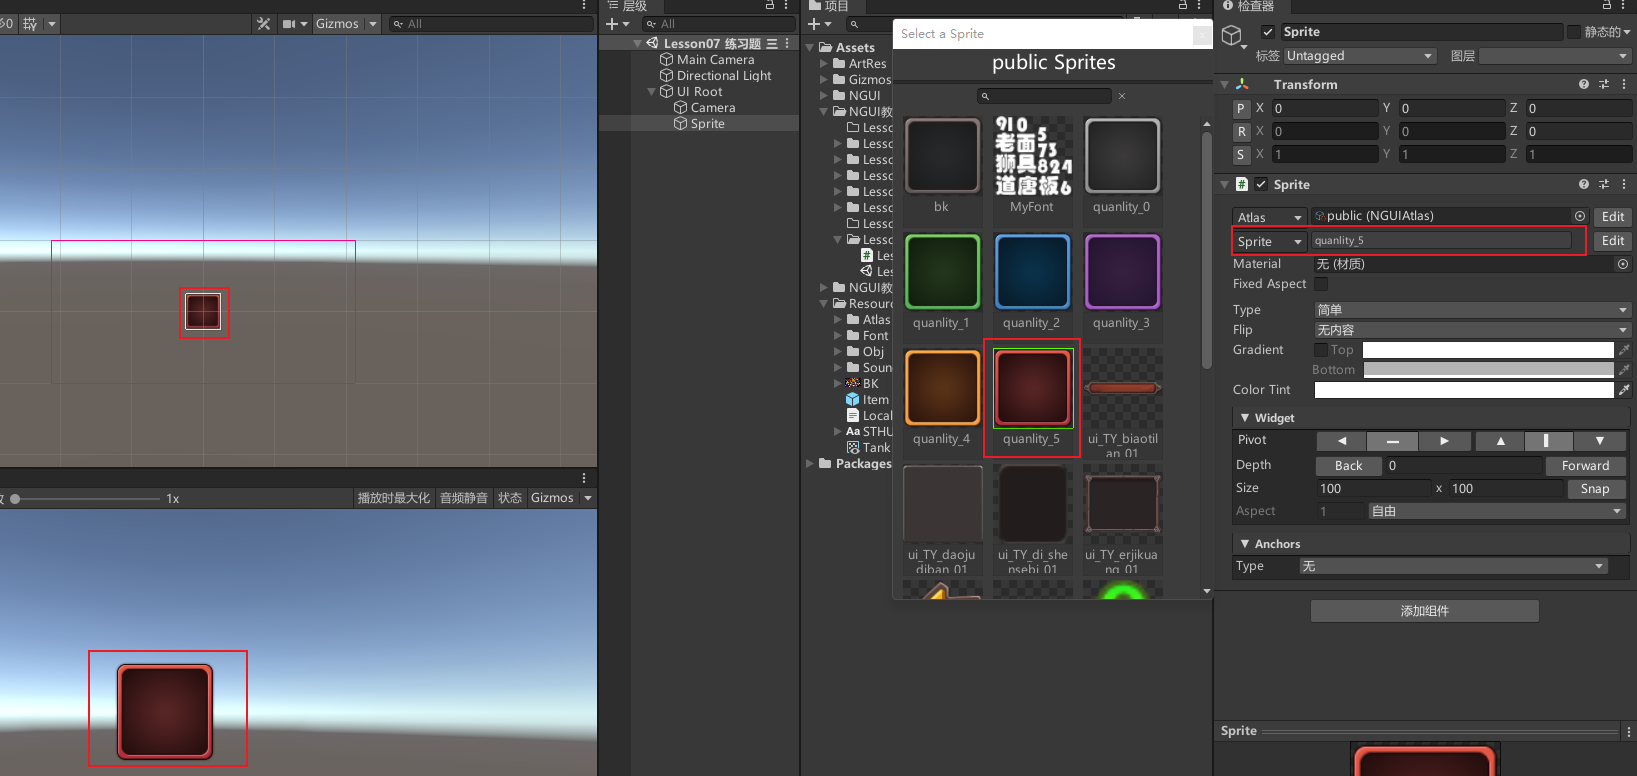 Gizmos
All
1x
播放时最大化
音频静音
状态
Gizmos
层级
All
Lesson07 练习题 三
Main Camera
Directional Light
UI Root
Camera
Sprite
项目
Assets
ArtRes
Gizmos
NGUI
NGUI教
Lesso
Lesso
Lesso
Lesso
Lesso
Lesso
Lesso
Lesso
Les
Les
NGUI教
Resourc
Atlas
Font
Obj
Soun
BK
Item
Local
STHU
Tank
Packages
Select a Sprite
public Sprites
bk
910
5
老面
73
狮具824
道唐板6
MyFont
quanlity_0
quanlity_1
quanlity_2
quanlity_3
quanlity_4
quanlity_5
ui_TY_biaotil
an_01
ui_TY_daoju
diban_01
ui_TY_di_she
nsebi_01
ui_TY_erjikua
ng_01
检查器
Sprite
静态的
标签 Untagged
图层
Transform
P X 0 Y 0 Z 0
R X 0 Y 0 Z 0
S X 1 Y 1 Z 1
Sprite
Atlas public (NGUIAtlas) Edit
Sprite quanlity_5 Edit
Material 无 (材质)
Fixed Aspect
Type 简单
Flip 无内容
Gradient Top
Bottom
Color Tint
Widget
Pivot
Depth Back 0 Forward
Size 100 x 100 Snap
Aspect 1 自由
Anchors
Type 无
添加组件
Sprite